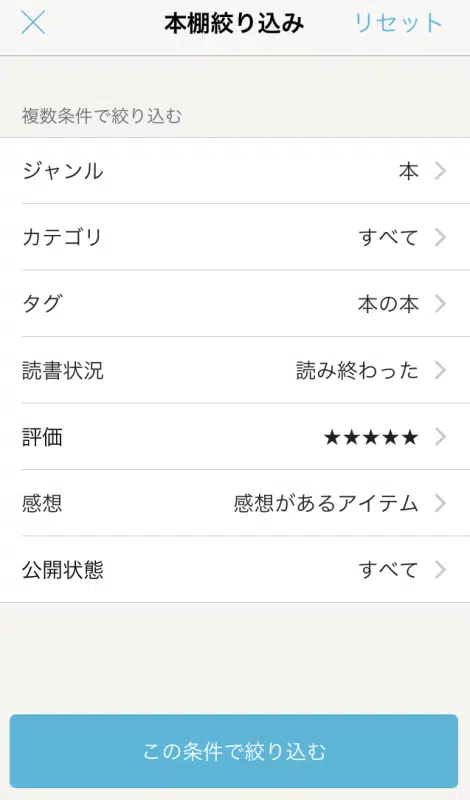 本棚絞り込み リセット
複数条件で絞り込む
ジャンル 本
カテゴリ すべて
タグ 本の本
読書状況 読み終わった
評価 ★★★★★
感想 感想があるアイテム
公開状態 すべて
この条件で絞り込む